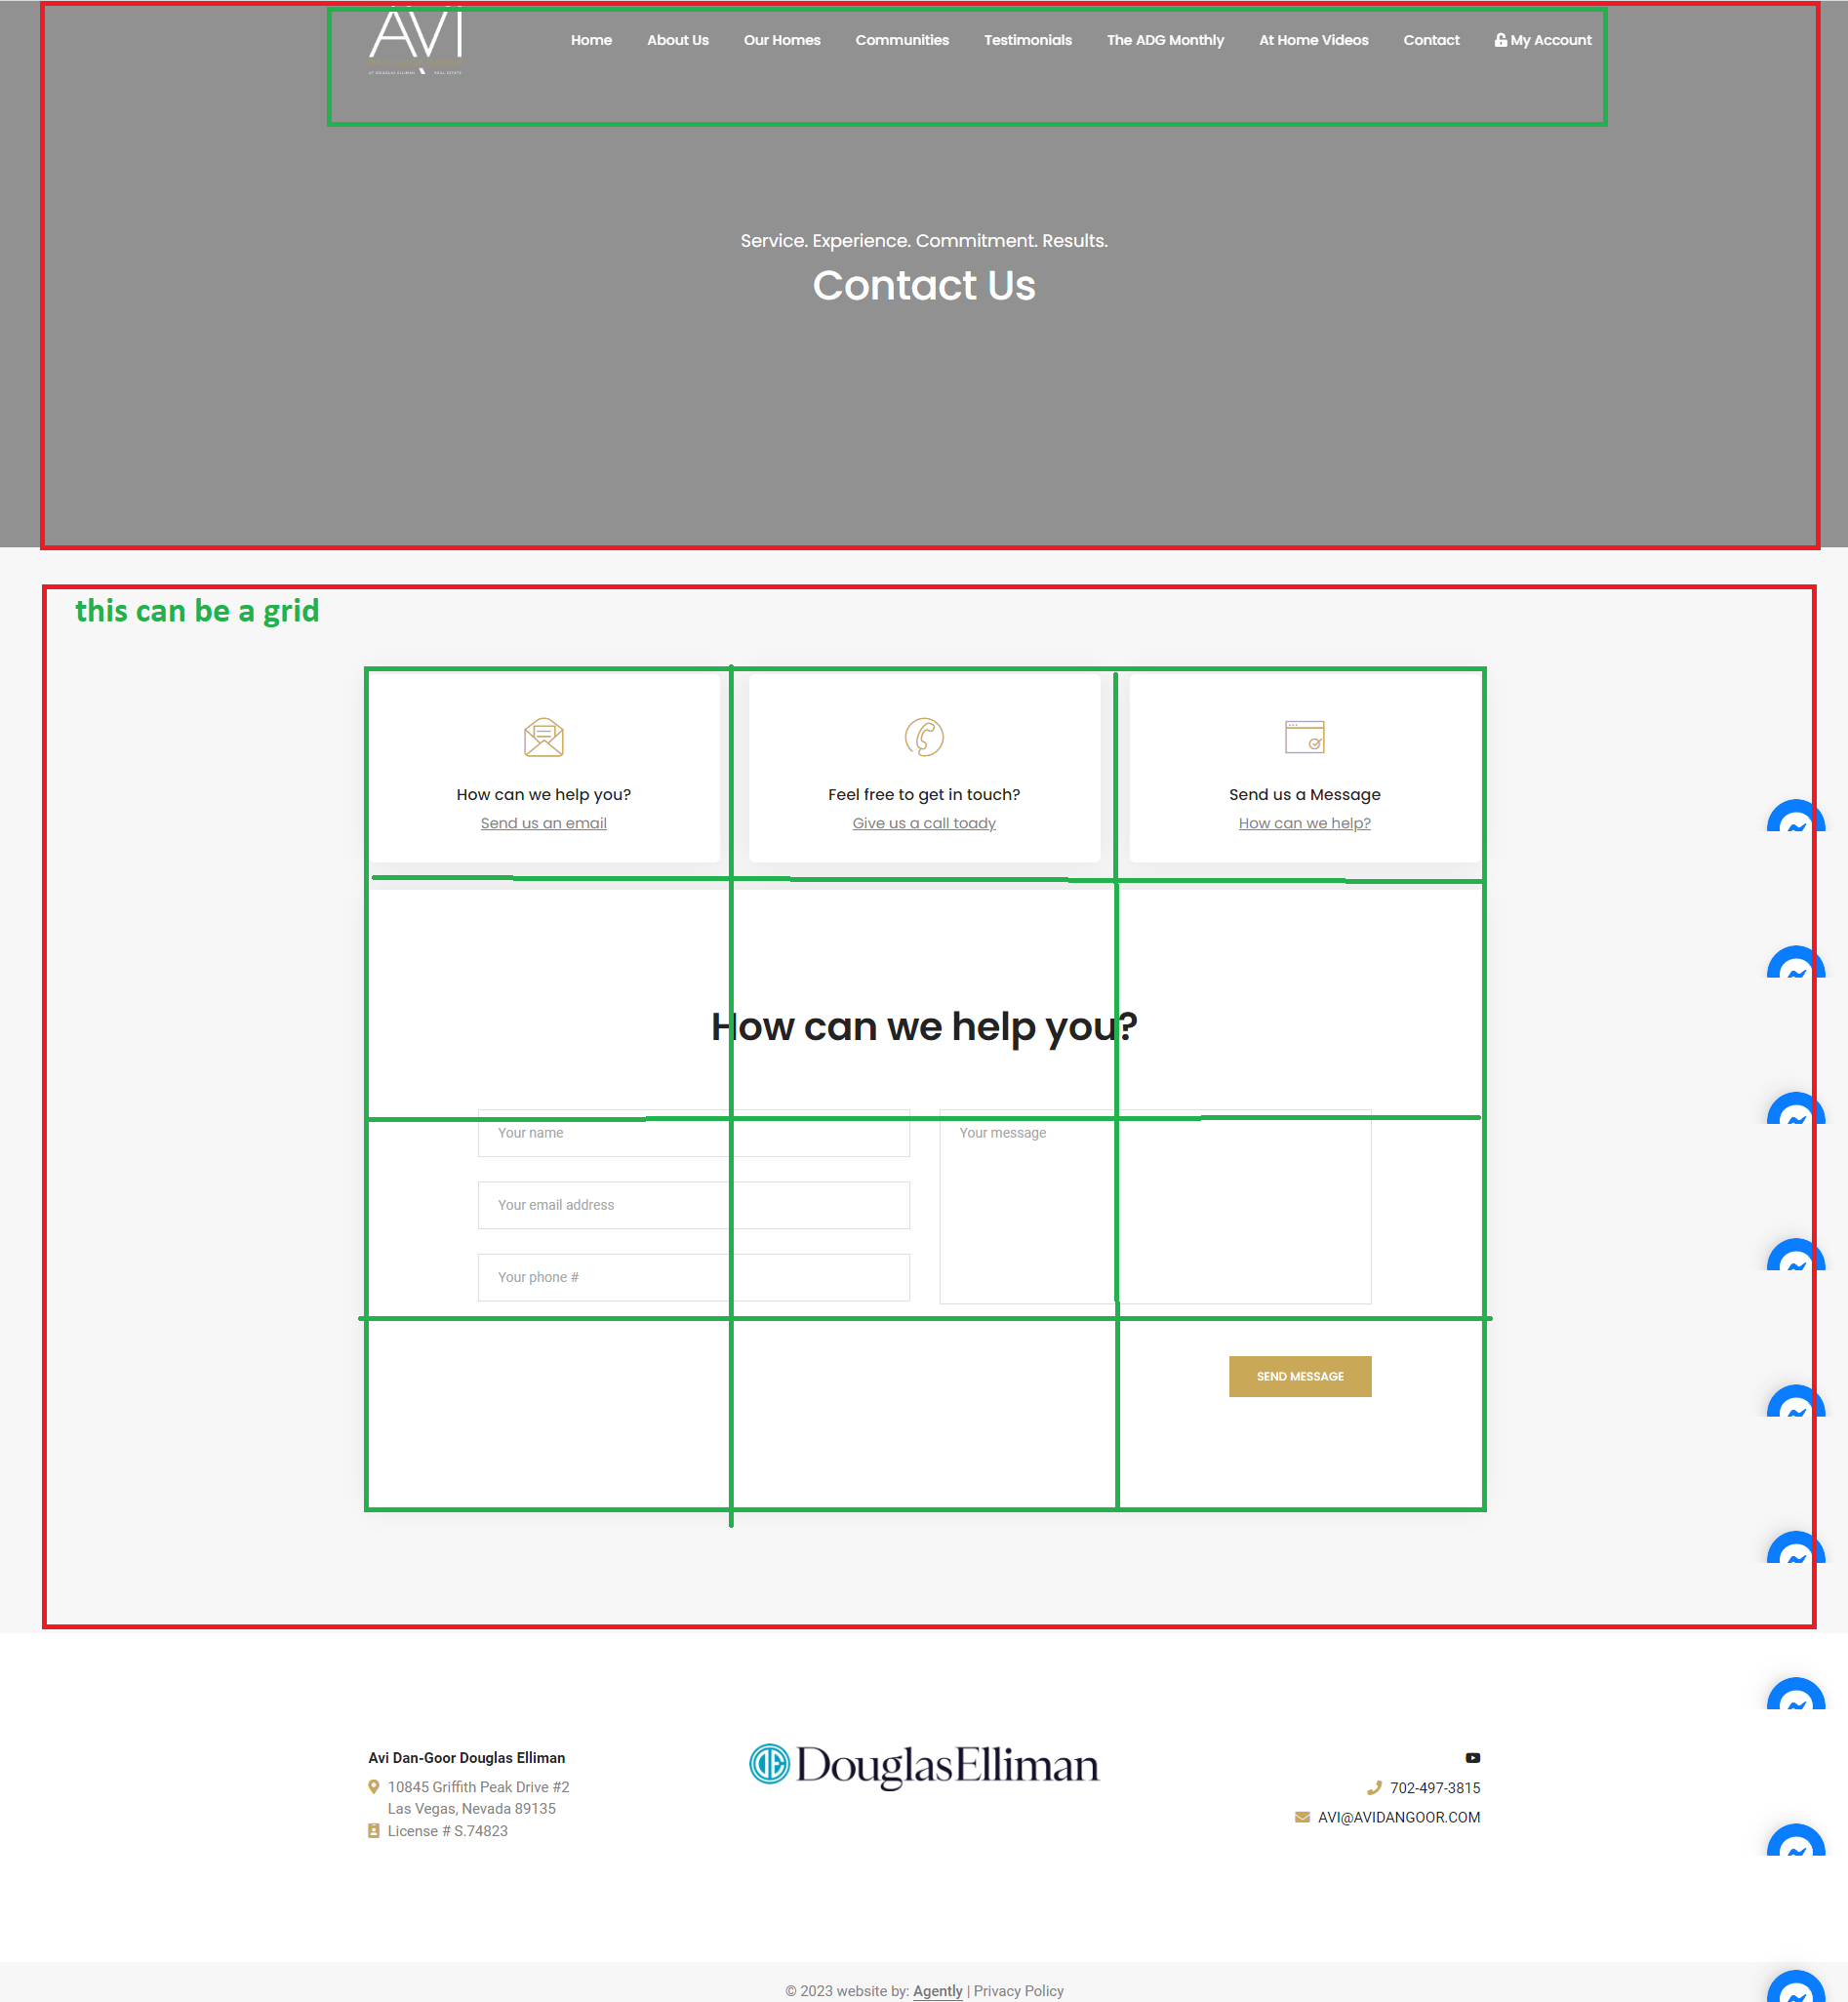 AVI
Home About Us Our Homes Communities Testimonials The ADG Monthly At Home Videos Contact My Account
Service. Experience. Commitment. Results.
Contact Us
this can be a grid
How can we help you?
Send us an email
Feel free to get in touch?
Give us a call toady
Send us a Message
How can we help?
How can we help you?
Your name
Your email address
Your phone #
Your message
SEND MESSAGE
Avi Dan-Goor Douglas Elliman
10845 Griffith Peak Drive #2
Las Vegas, Nevada 89135
License # S.74823
DouglasElliman
702-497-3815
AVI@AVIDANGOOR.COM
© 2023 website by: Agently | Privacy Policy